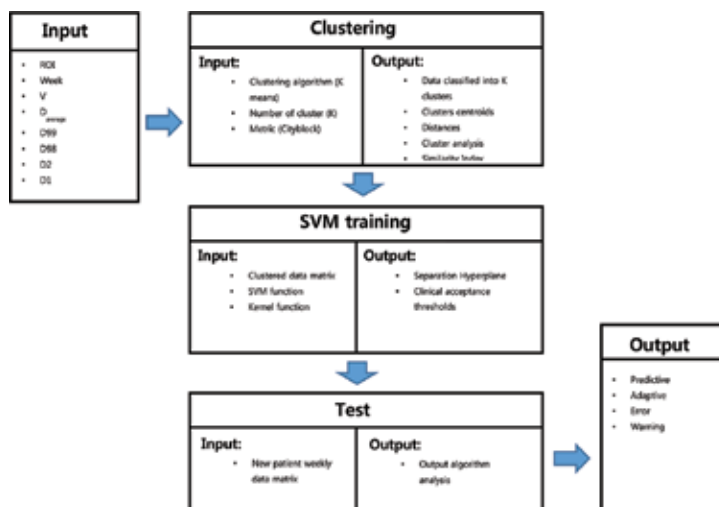 Input
• ROI
• Week
• V
• D average
• D99
• D98
• D2
• D1
Clustering
Input:
• Clustering algorithm (K
means)
• Number of cluster (K)
• Metric (Cityblock)
Output:
• Data classified into K
clusters
• Clusters centroids
• Distances
• Cluster analysis
• Similarity Index
SVM training
Input:
• Clustered data matrix
• SVM function
• Kernel function
Output:
• Separation Hyperplane
• Clinical acceptance
thresholds
Test
Input:
• New patient weekly
data matrix
Output:
• Output algorithm
analysis
Output
• Predictive
• Adaptive
• Error
• Warning